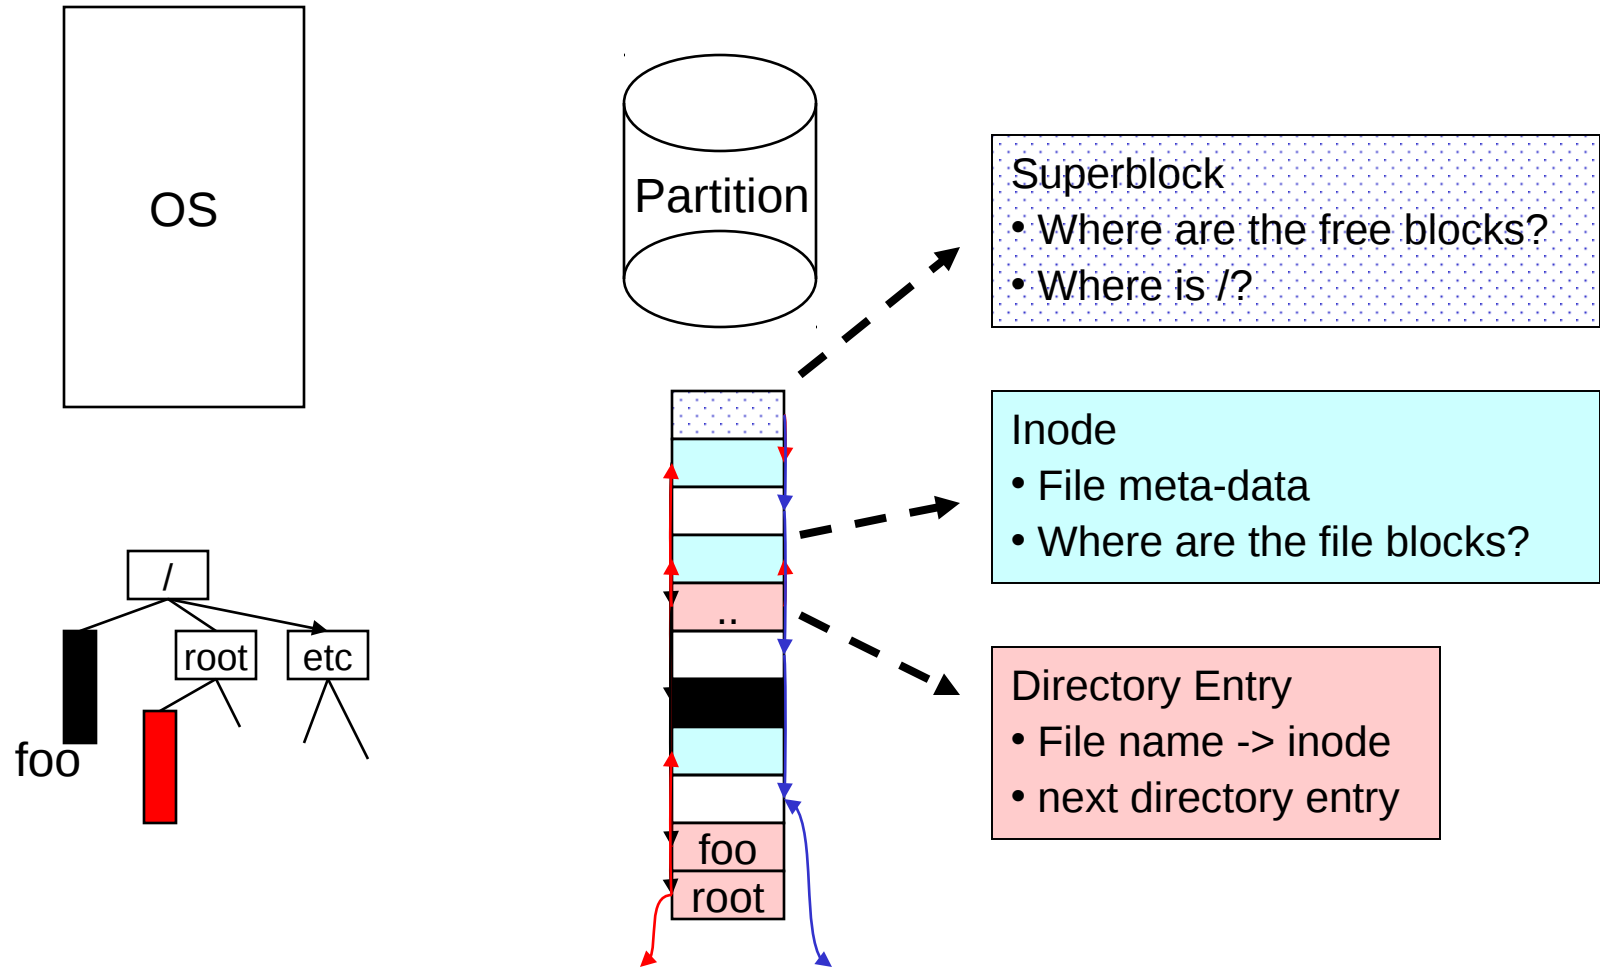 OS
Partition
Superblock
• Where are the free blocks?
• Where is /?
Inode
• File meta-data
• Where are the file blocks?
/
root
etc
foo
..
foo
root
Directory Entry
• File name -> inode
• next directory entry